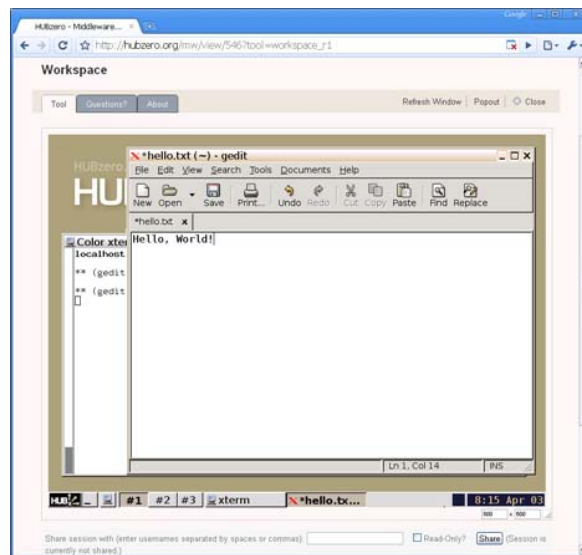 HUBzero - Middleware...
Google
http://hubzero.org/mw/view/546?tool=workspace_r1
Workspace
Tool Questions? About
Refresh Window Popout Close
HUBzero
HU
*hello.txt (~) - gedit
File Edit View Search Tools Documents Help
New Open Save Print... Undo Redo Cut Copy Paste Find Replace
*hello.txt x
Hello, World!
Color xter
localhost
** (gedit
** (gedit
Ln 1, Col 14 INS
HUB #1 #2 #3 xterm *hello.tx... 8:15 Apr 03
Share session with (enter usernames separated by spaces or commas): Read-Only? Share (Session is
currently not shared.)